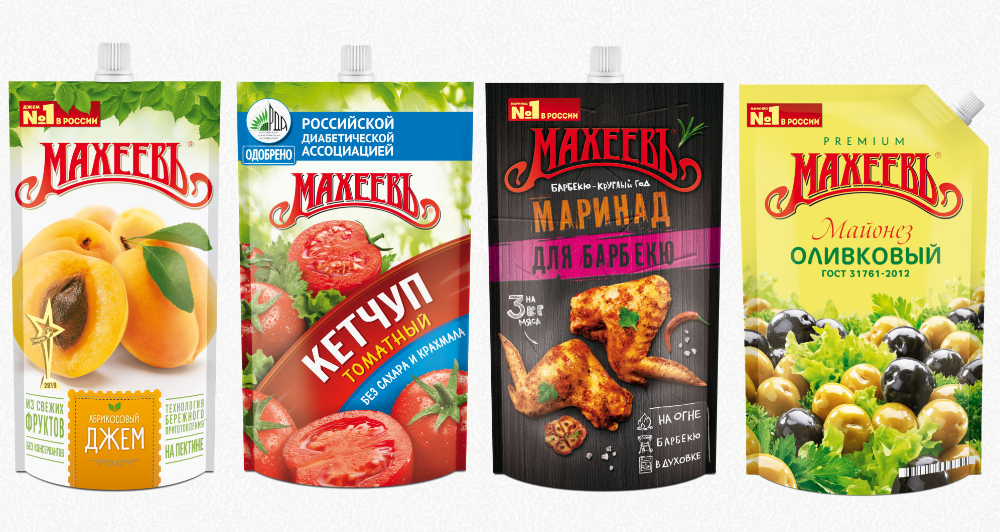 ДЖЕМ
№1 В РОССИИ*
МАХЕЕВЪ®
Товар Года
2019
ИЗ СВЕЖИХ
ФРУКТОВ
БЕЗ КОНСЕРВАНТОВ
АБРИКОСОВЫЙ
ДЖЕМ
ТЕХНОЛОГИЯ
БЕРЕЖНОГО
ПРИГОТОВЛЕНИЯ**
НА ПЕКТИНЕ
РДА
РОССИЙСКАЯ
ДИАБЕТИЧЕСКАЯ
АССОЦИАЦИЯ
ОДОБРЕНО
РОССИЙСКОЙ
ДИАБЕТИЧЕСКОЙ
АССОЦИАЦИЕЙ
МАХЕЕВЪ®
КЕТЧУП
ТОМАТНЫЙ
БЕЗ САХАРА И КРАХМАЛА
МАРИНАД
№1 В РОССИИ*
МАХЕЕВЪ®
БАРБЕКЮ-КРУГЛЫЙ ГОД
МАРИНАД
ДЛЯ БАРБЕКЮ
НА
3кг
МЯСА
НА ОГНЕ
БАРБЕКЮ
В ДУХОВКЕ
МАЙОНЕЗ
№1 В РОССИИ*
PREMIUM
МАХЕЕВЪ®
Майонез
ОЛИВКОВЫЙ
ГОСТ 31761-2012